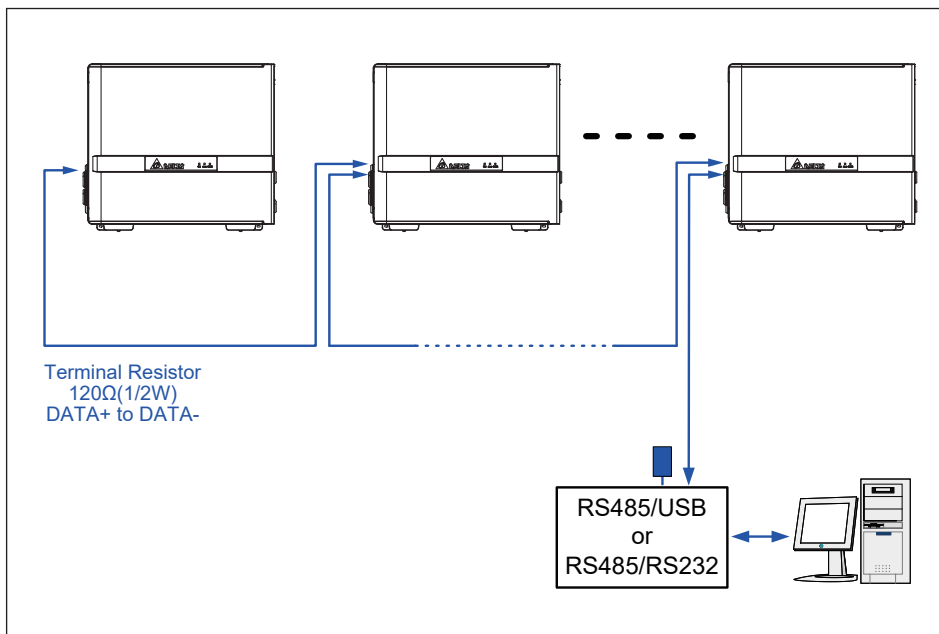 Terminal Resistor
120Ω(1/2W)
DATA+ to DATA-
RS485/USB
or
RS485/RS232